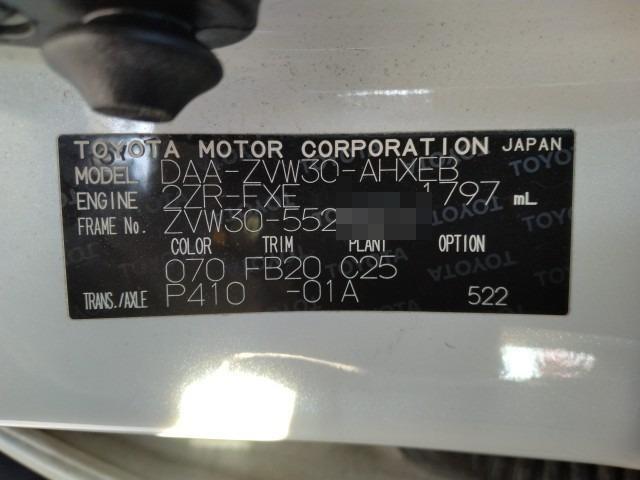 TOYOTA MOTOR CORPORATION JAPAN
MODEL DAA-ZVW30-AHXEB
ENGINE 2ZR-FXE 1797 mL
FRAME No. ZVW30-552
COLOR TRIM PLANT OPTION
070 FB20 C25
TRANS./AXLE P410 -01A 522